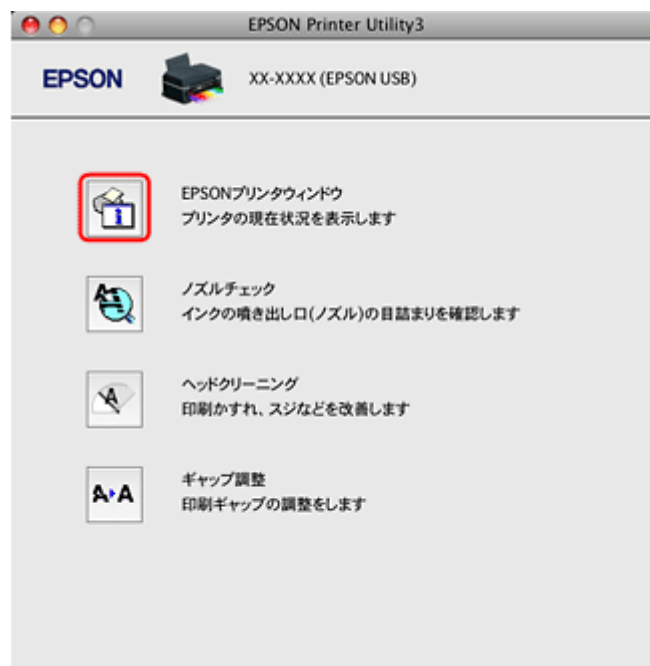 EPSON Printer Utility3
EPSON
XX-XXXX (EPSON USB)
EPSONプリンタウィンドウ
プリンタの現在状況を表示します
ノズルチェック
インクの噴き出し口(ノズル)の目詰まりを確認します
ヘッドクリーニング
印刷かすれ、スジなどを改善します
A▸A
ギャップ調整
印刷ギャップの調整をします